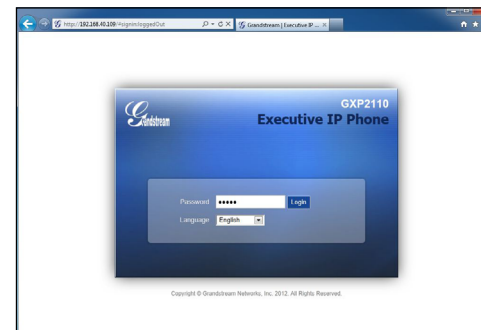 http://192.168.40.109/#signin:loggedOut
Grandstream | Executive IP ...
Grandstream
GXP2110
Executive IP Phone
Password
Login
Language English
Copyright © Grandstream Networks, Inc. 2012. All Rights Reserved.